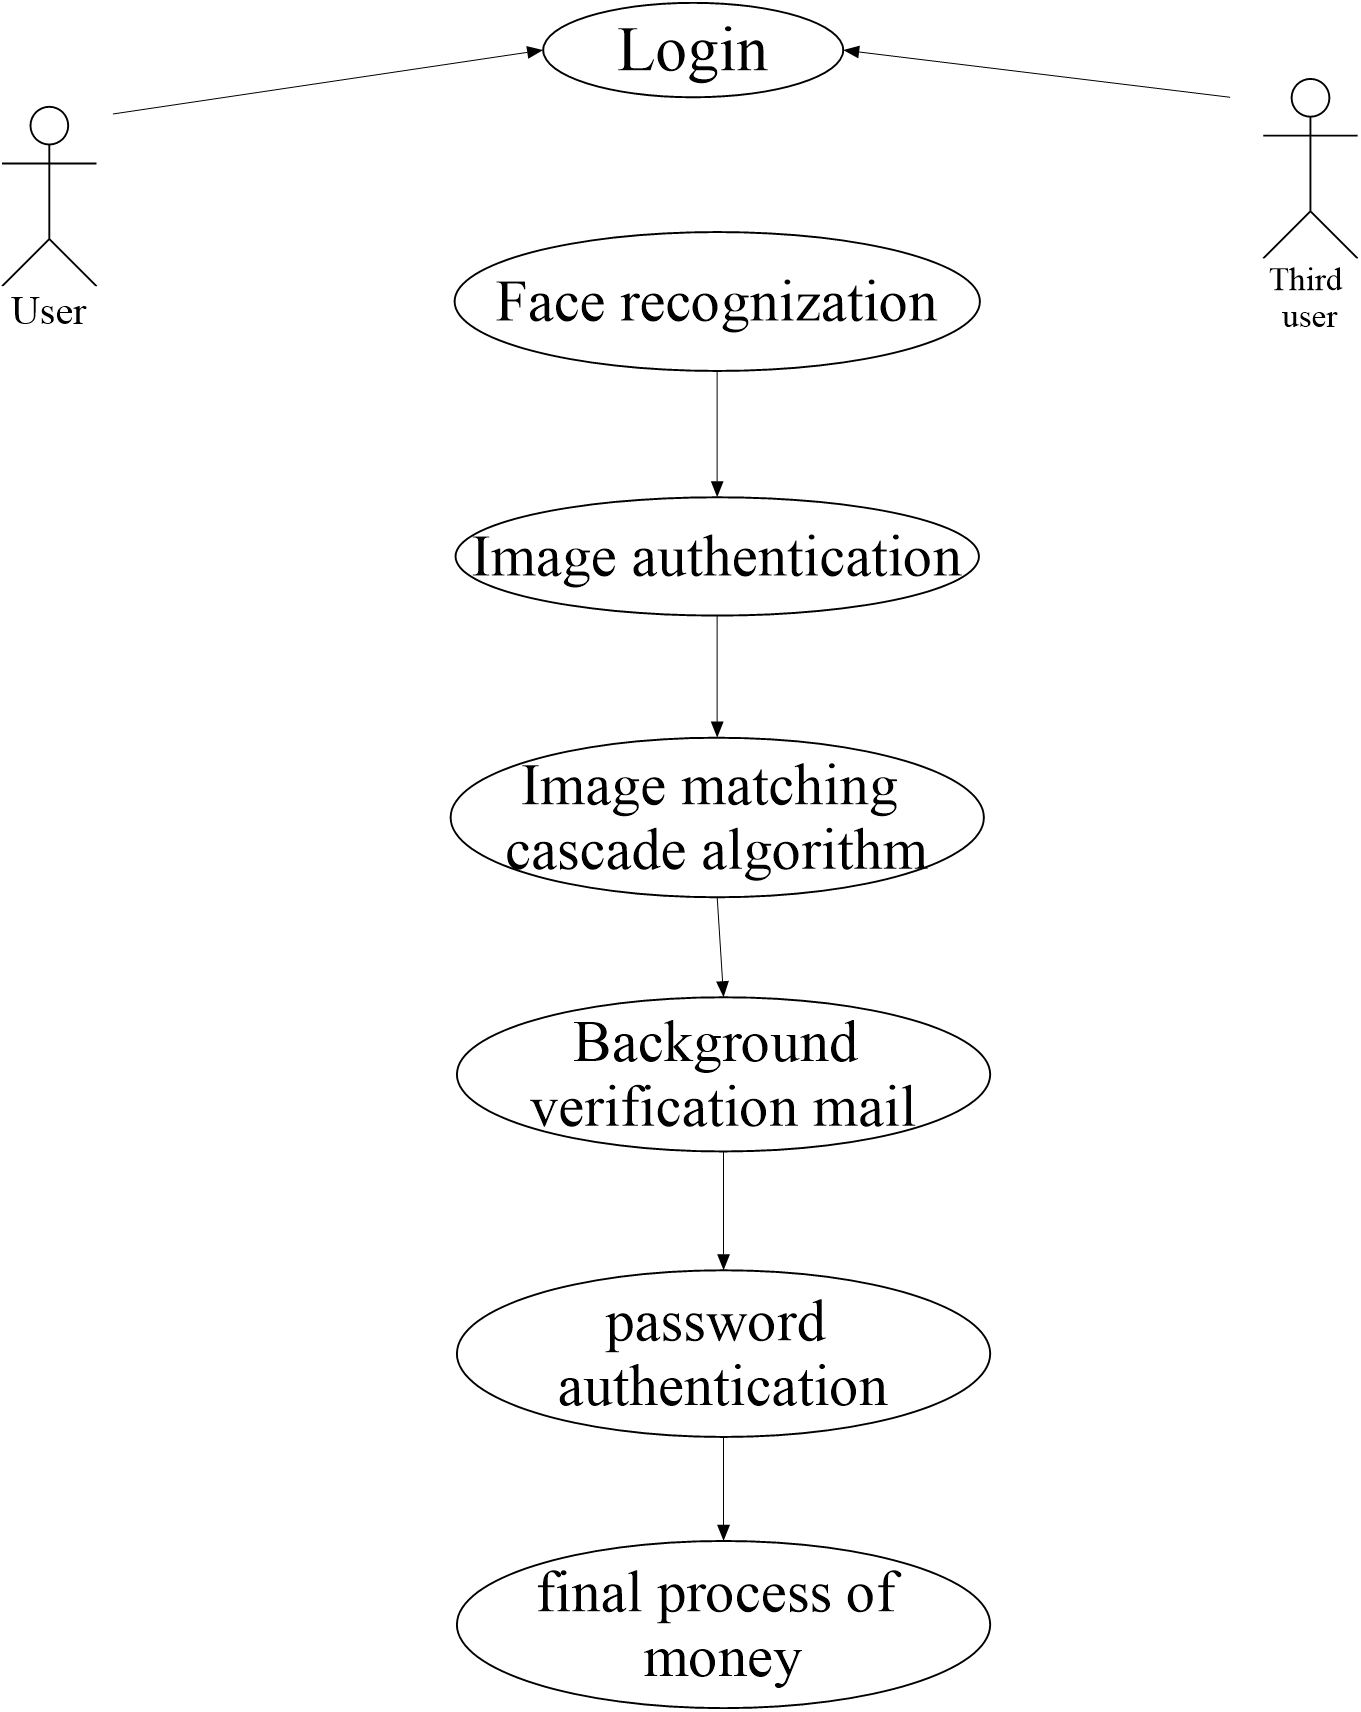 Login
User
Third
user
Face recognization
Image authentication
Image matching
cascade algorithm
Background
verification mail
password
authentication
final process of
money